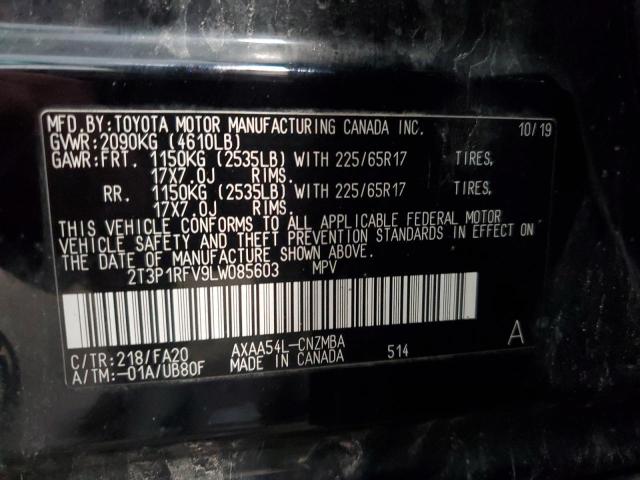 MFD.BY:TOYOTA MOTOR MANUFACTURING CANADA INC. 10/19
GVWR:2090KG (4610LB)
GAWR:FRT. 1150KG (2535LB) WITH 225/65R17 TIRES,
17X7.0J RIMS.
RR. 1150KG (2535LB) WITH 225/65R17 TIRES,
17X7.0J RIMS.
THIS VEHICLE CONFORMS TO ALL APPLICABLE FEDERAL MOTOR
VEHICLE SAFETY AND THEFT PREVENTION STANDARDS IN EFFECT ON
THE DATE OF MANUFACTURE SHOWN ABOVE.
2T3P1RFV9LW085603 MPV
C/TR:218/FA20 AXAA54L-CNZMBA A
A/TM:-01A/UB80F MADE IN CANADA 514